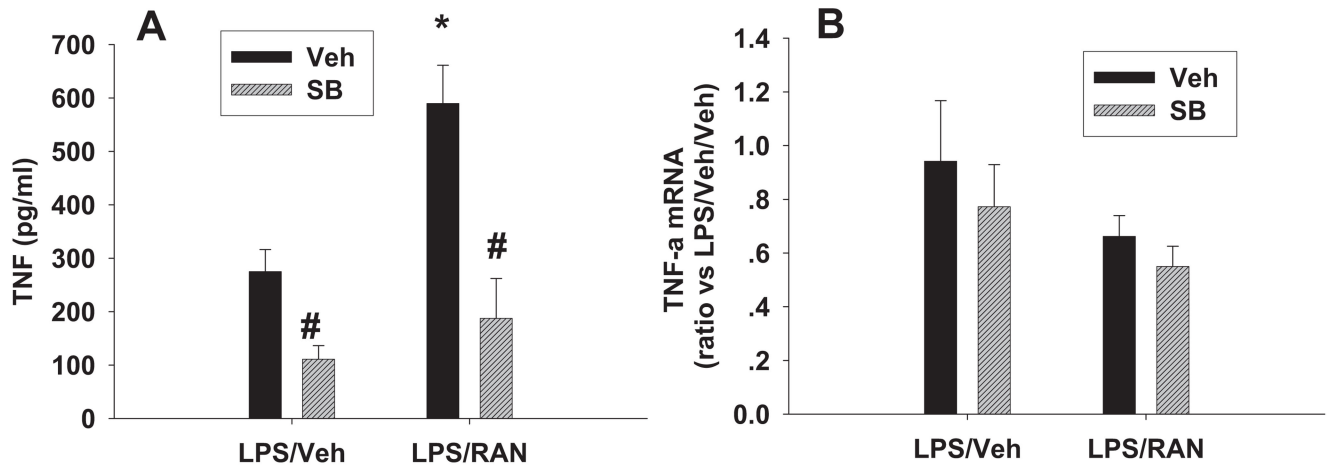 A
*
700
600
500
400
300
200
100
0
TNF (pg/ml)
Veh
SB
#
#
LPS/Veh
LPS/RAN
B
1.4
1.2
1.0
.8
.6
.4
.2
0.0
TNF-a mRNA
(ratio vs LPS/Veh/Veh)
Veh
SB
LPS/Veh
LPS/RAN